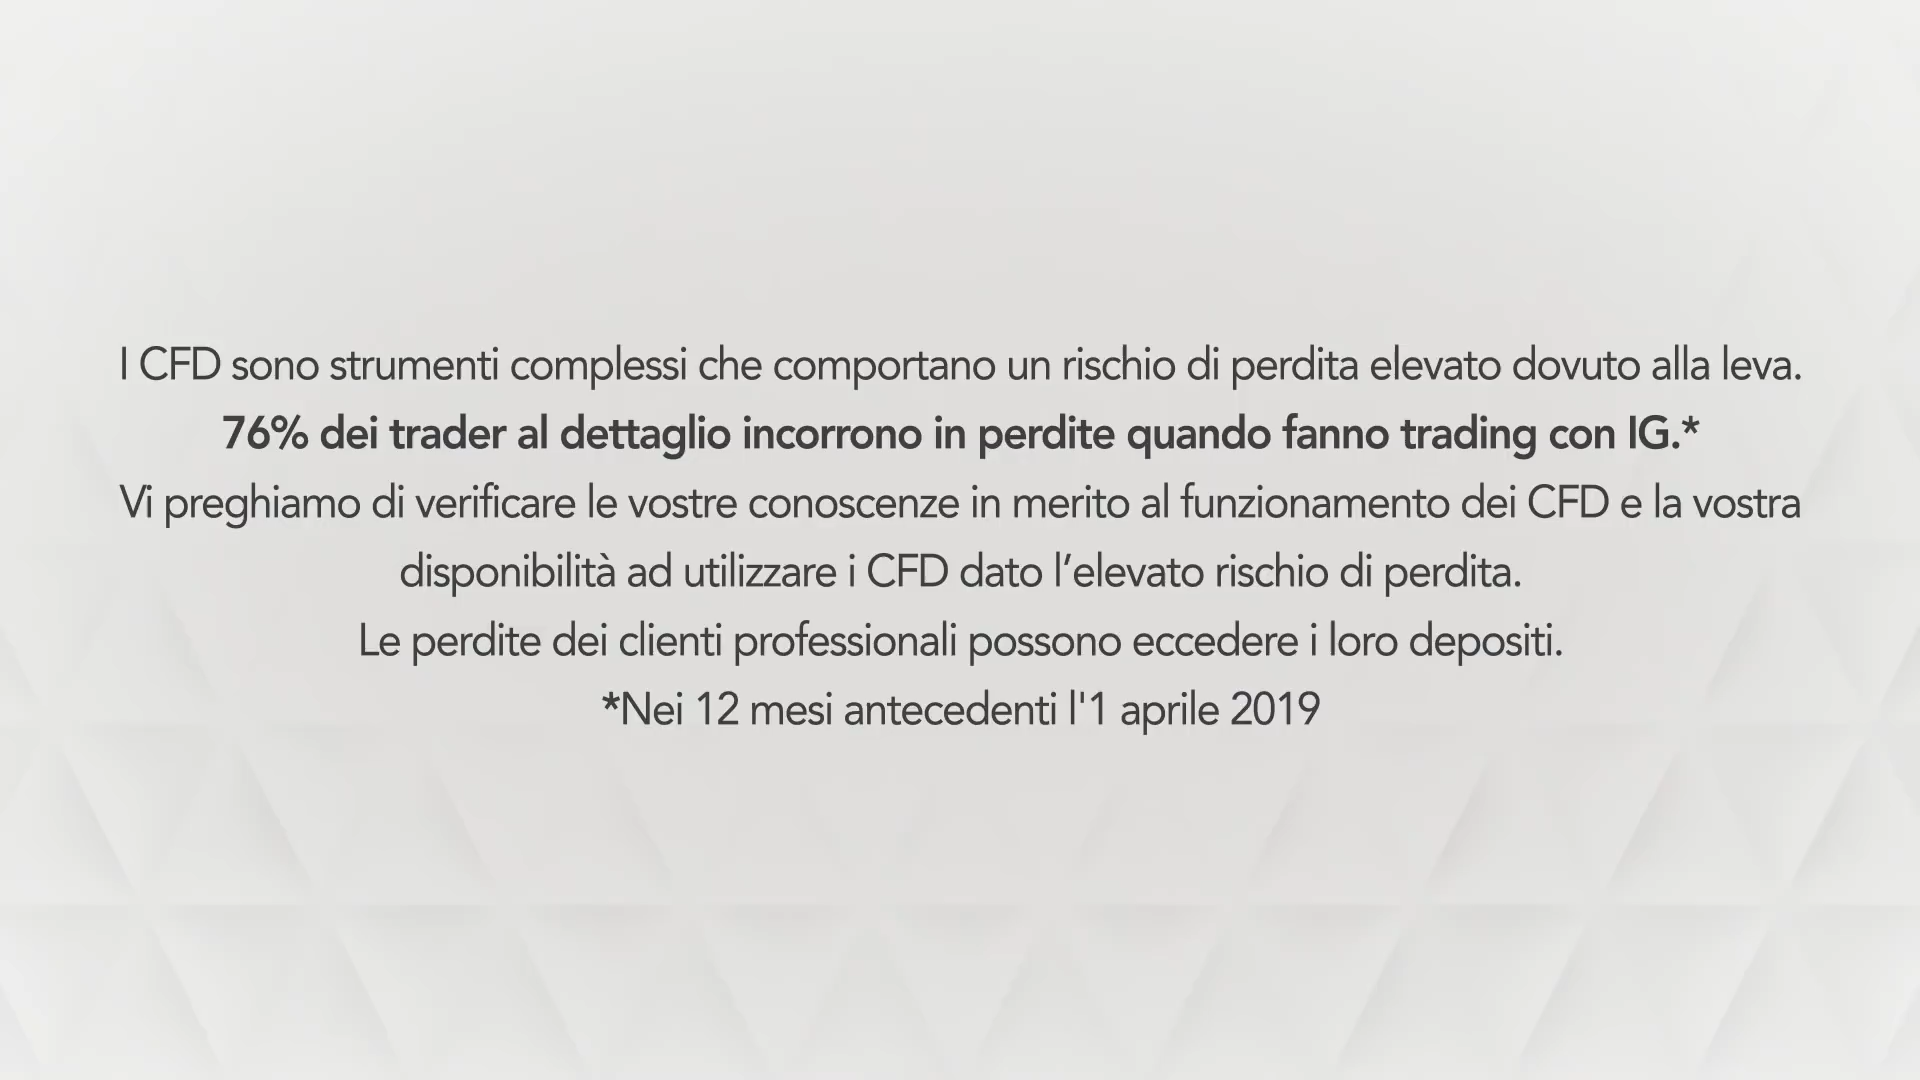 I CFD sono strumenti complessi che comportano un rischio di perdita elevato dovuto alla leva.
76% dei trader al dettaglio incorrono in perdite quando fanno trading con IG.*
Vi preghiamo di verificare le vostre conoscenze in merito al funzionamento dei CFD e la vostra
disponibilità ad utilizzare i CFD dato l’elevato rischio di perdita.
Le perdite dei clienti professionali possono eccedere i loro depositi.
*Nei 12 mesi antecedenti l'1 aprile 2019